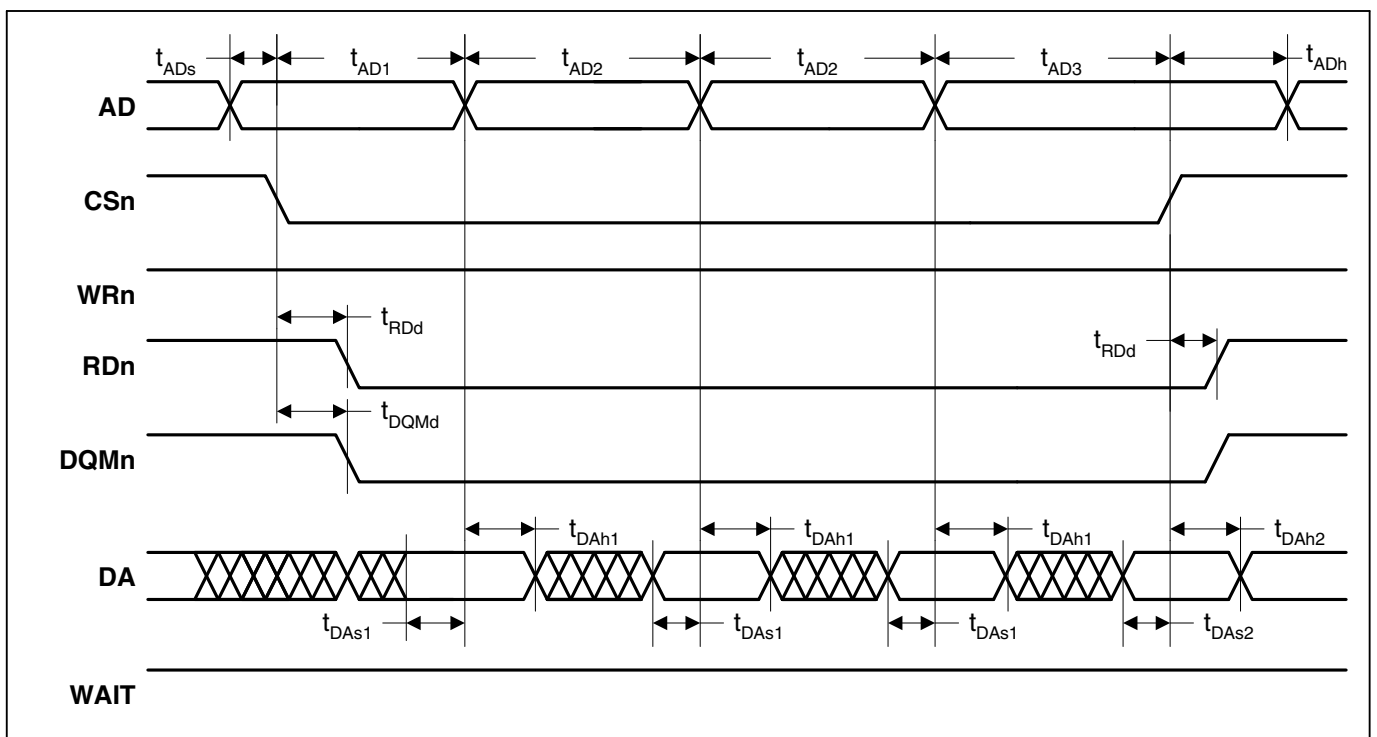 tADs
tAD1
tAD2
tAD2
tAD3
tADh
AD
CSn
WRn
tRDd
RDn
tRDd
tDQMd
DQMn
tDAh1
tDAh1
tDAh1
tDAh2
DA
tDAs1
tDAs1
tDAs1
tDAs2
WAIT